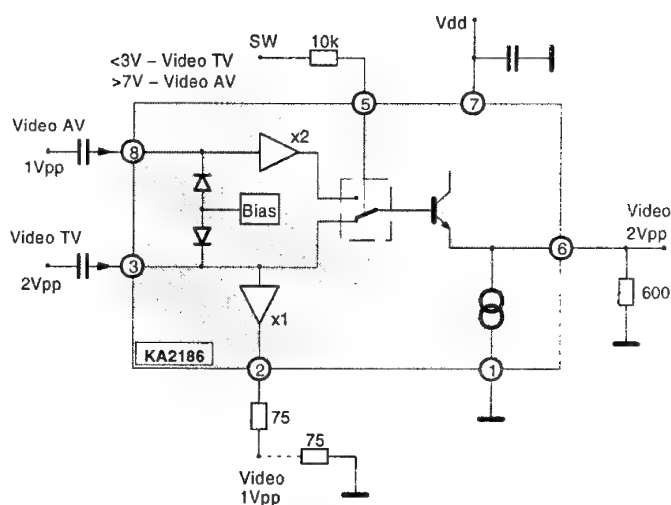 Vdd
SW
10k
<3V – Video TV
>7V – Video AV
5
7
Video AV
1Vpp
8
x2
Bias
Video TV
2Vpp
3
x1
Video
2Vpp
6
600
KA2186
2
1
75
75
Video
1Vpp